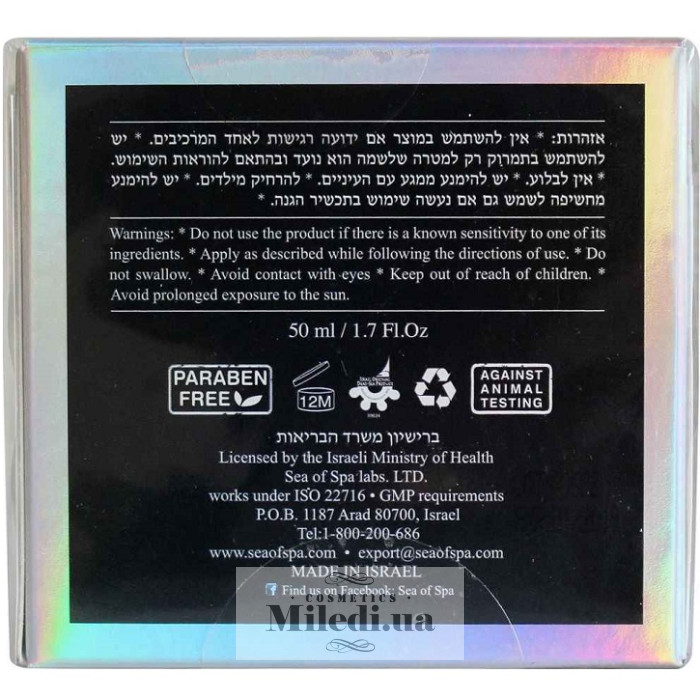 אזהרות: * אין להשתמש במוצר אם ידועה רגישות לאחד המרכיבים. * יש
להשתמש בתמרוק רק למטרה שלשמה הוא נועד ובהתאם להוראות השימוש.
* אין לבלוע. * יש להימנע ממגע עם העיניים. * להרחיק מילדים. * יש להימנע
מחשיפה לשמש גם אם נעשה שימוש בתכשיר הגנה. *
Warnings: * Do not use the product if there is a known sensitivity to one of its
ingredients. * Apply as described while following the directions of use. * Do
not swallow. * Avoid contact with eyes * Keep out of reach of children. *
Avoid prolonged exposure to the sun.
50 ml / 1.7 Fl.Oz
PARABEN
FREE
12M
AGAINST
ANIMAL
TESTING
ברישיון משרד הבריאות
Licensed by the Israeli Ministry of Health
Sea of Spa labs. LTD.
works under ISO 22716 • GMP requirements
P.O.B. 1187 Arad 80700, Israel
Tel:1-800-200-686
www.seaofspa.com • export@seaofspa.com
MADE IN ISRAEL
Find us on Facebook: Sea of Spa
COSMETICS
Miledi.ua